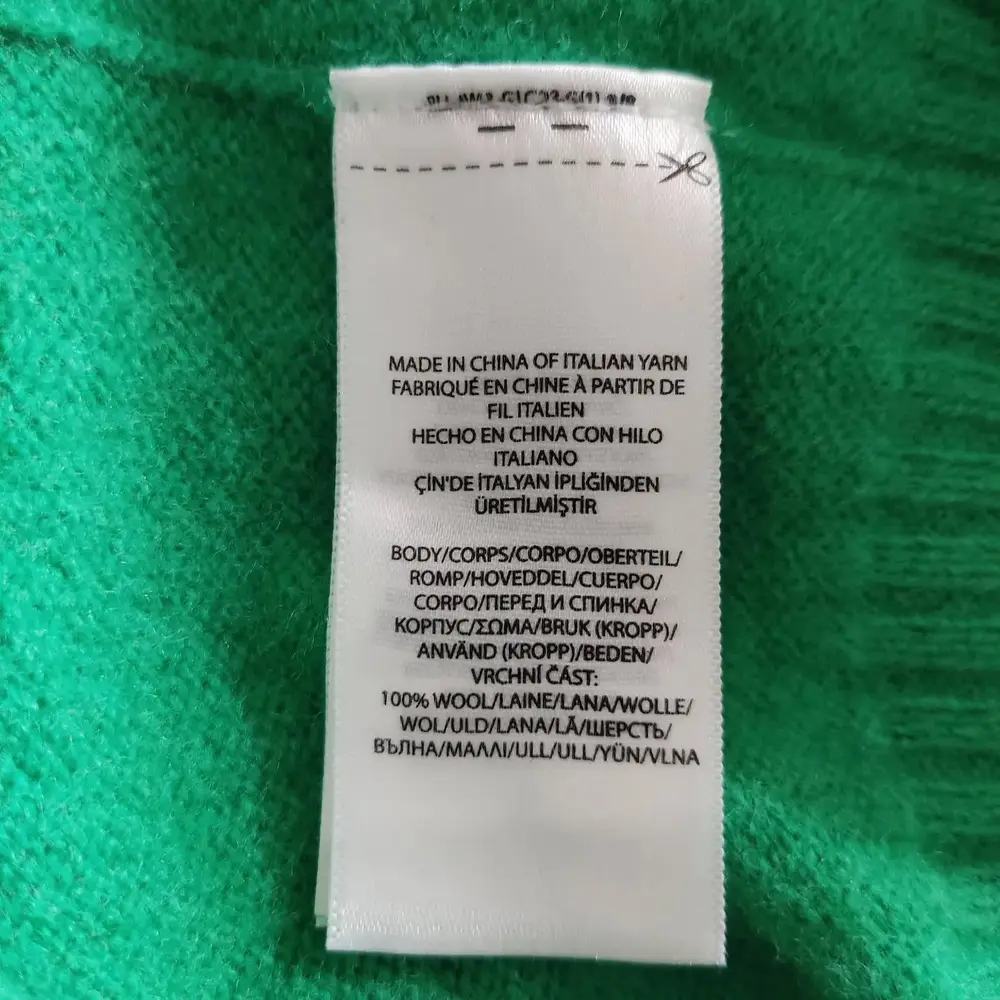 MADE IN CHINA OF ITALIAN YARN
FABRIQUÉ EN CHINE À PARTIR DE
FIL ITALIEN
HECHO EN CHINA CON HILO
ITALIANO
ÇİN'DE İTALYAN İPLİĞİNDEN
ÜRETİLMİŞTİR
BODY/CORPS/CORPO/OBERTEIL/
ROMP/HOVEDDEL/CUERPO/
CORPO/ПЕРЕД И СПИНКА/
КОРПУС/ΣΩΜΑ/BRUK (KROPP)/
ANVÄND (KROPP)/BEDEN/
VRCHNÍ ČÁST:
100% WOOL/LAINE/LANA/WOLLE/
WOL/ULD/LANA/LÃ/ШЕРСТЬ/
ВЪЛНА/ΜΑΛΛΙ/ULL/ULL/YÜN/VLNA